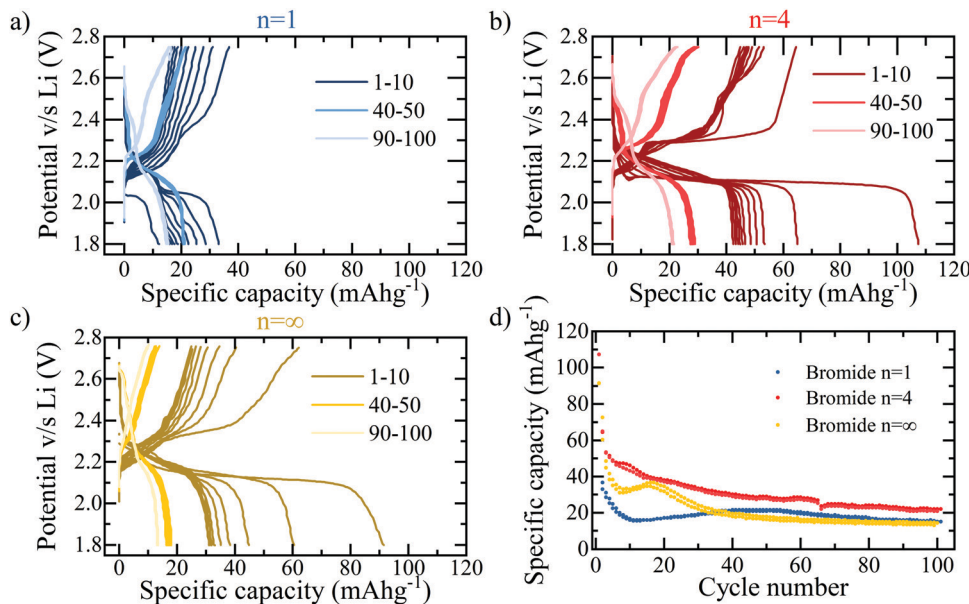 a)
n=1
Potential v/s Li (V)
2.8
2.6
2.4
2.2
2.0
1.8
1-10
40-50
90-100
0 20 40 60 80 100 120
Specific capacity (mAhg⁻¹)
b)
n=4
Potential v/s Li (V)
2.8
2.6
2.4
2.2
2.0
1.8
1-10
40-50
90-100
0 20 40 60 80 100 120
Specific capacity (mAhg⁻¹)
c)
n=∞
Potential v/s Li (V)
2.8
2.6
2.4
2.2
2.0
1.8
1-10
40-50
90-100
0 20 40 60 80 100 120
Specific capacity (mAhg⁻¹)
d)
Specific capacity (mAhg⁻¹)
120
100
80
60
40
20
0
Bromide n=1
Bromide n=4
Bromide n=∞
0 20 40 60 80 100
Cycle number